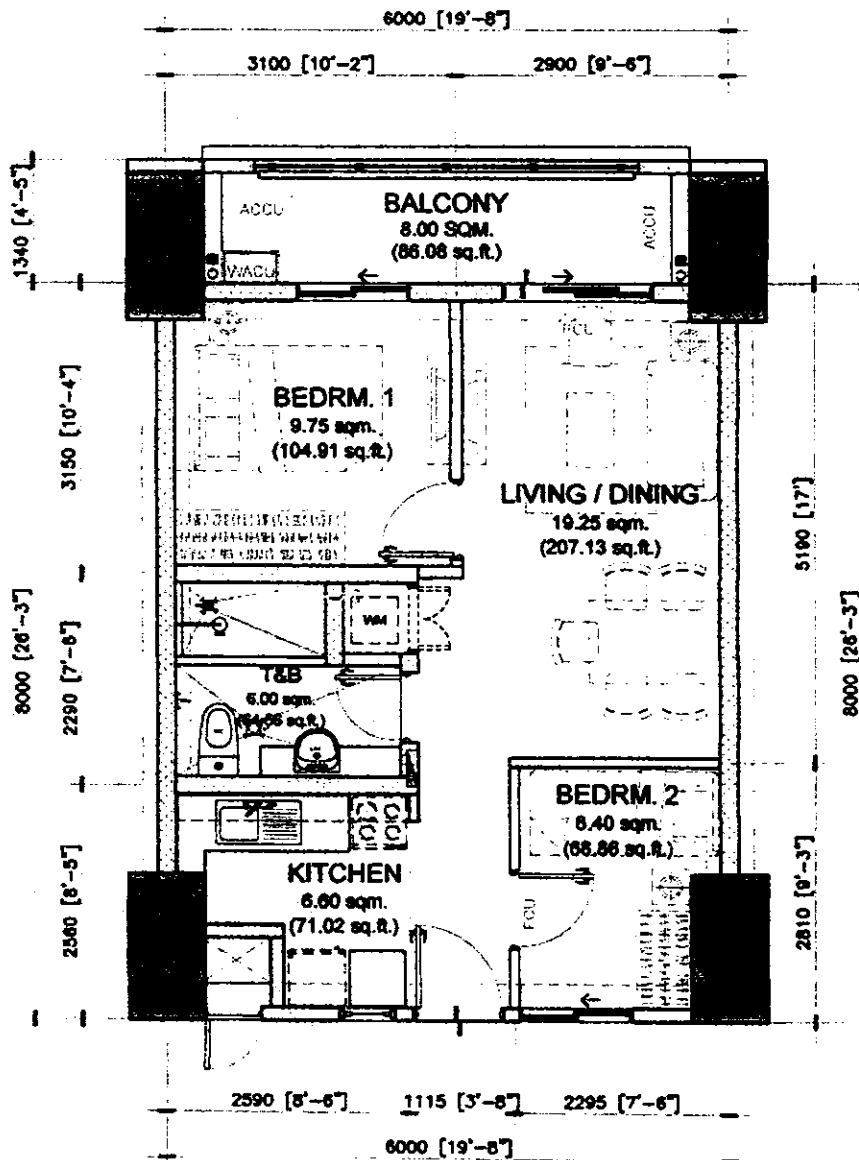 6000 [19'-8"]
3100 [10'-2"]
2900 [9'-6"]
1340 [4'-5"]
ACCU
BALCONY
8.00 SQM.
(86.08 sq.ft.)
ACCU
WACU
FCU
3150 [10'-4"]
BEDRM. 1
9.75 sqm.
(104.91 sq.ft.)
LIVING / DINING
19.25 sqm.
(207.13 sq.ft.)
5190 [17']
8000 [26'-3"]
2290 [7'-6"]
WM
T&B
6.00 sqm.
(64.56 sq.ft.)
8000 [26'-3"]
BEDRM. 2
6.40 sqm.
(68.86 sq.ft.)
KITCHEN
6.60 sqm.
(71.02 sq.ft.)
FCU
2560 [8'-5"]
2810 [9'-3"]
2590 [8'-6"]
1115 [3'-8"]
2295 [7'-6"]
6000 [19'-8"]